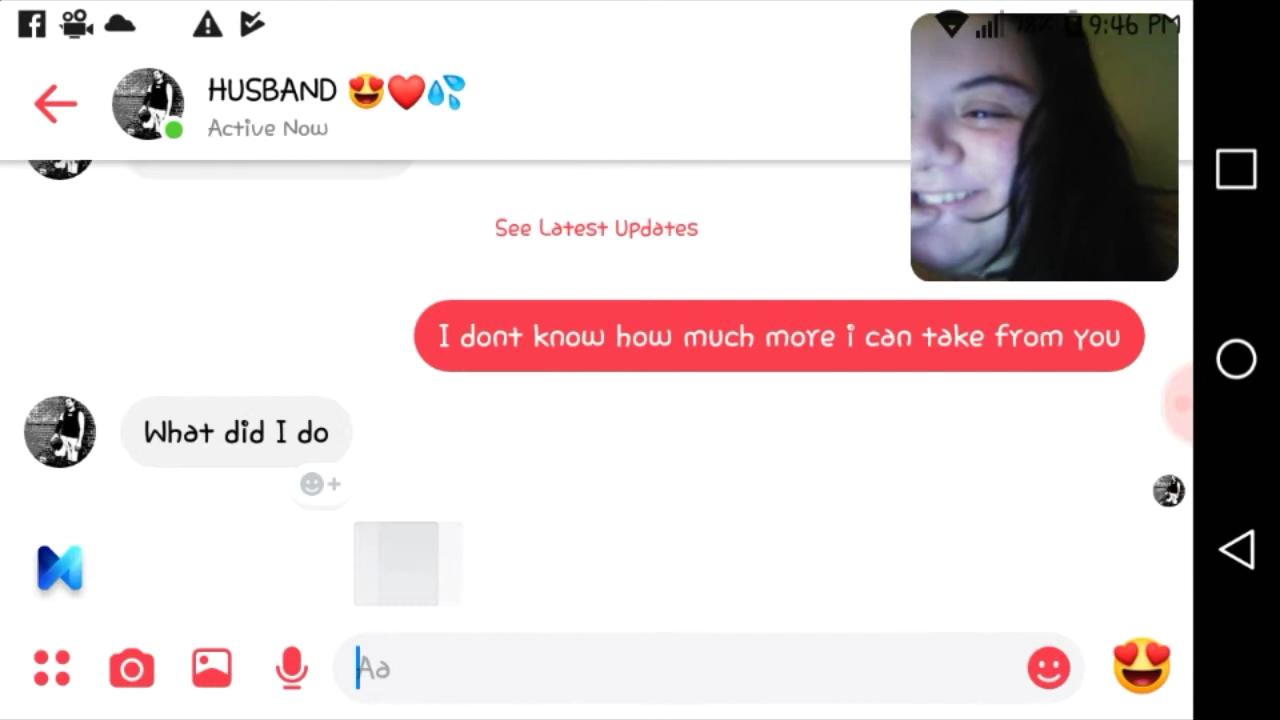 9:46 PM
HUSBAND 😍❤️💦
Active Now
See Latest Updates
I dont know how much more i can take from you
What did I do
Aa